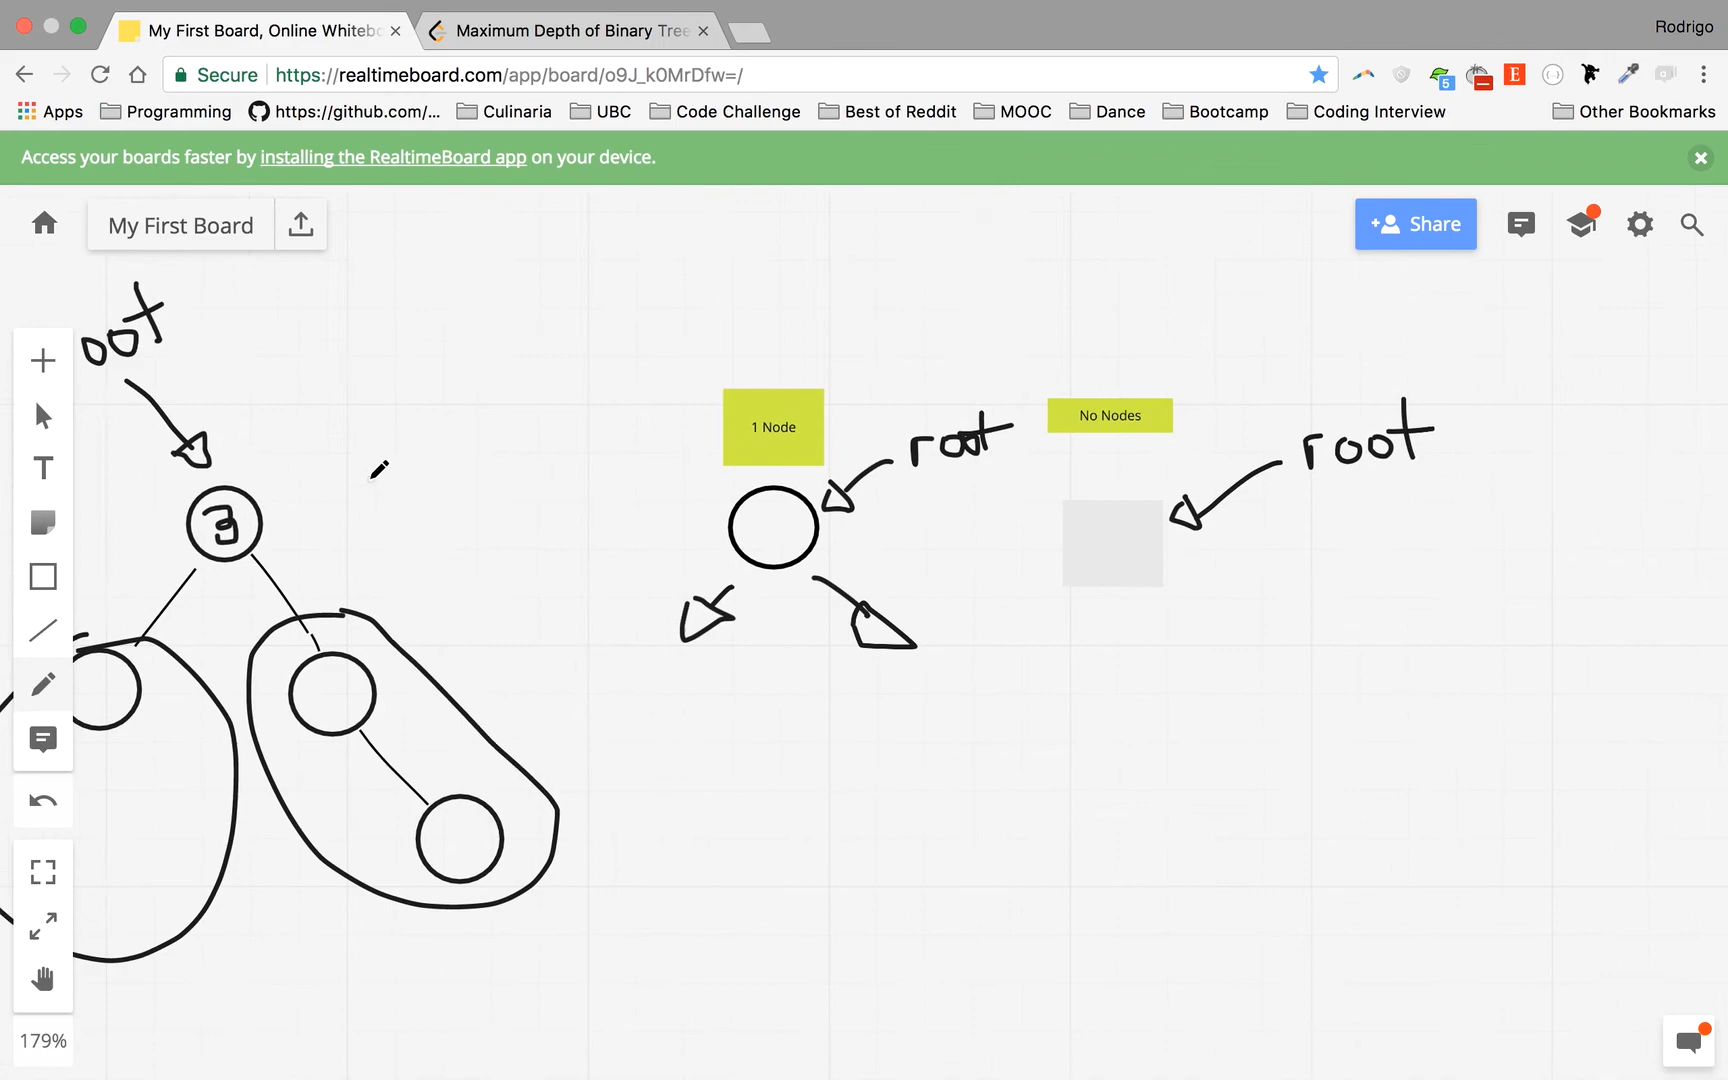 My First Board, Online Whitebo
Maximum Depth of Binary Tree
Rodrigo
Secure
https://realtimeboard.com/app/board/o9J_k0MrDfw=/
5
E
Apps
Programming
https://github.com/...
Culinaria
UBC
Code Challenge
Best of Reddit
MOOC
Dance
Bootcamp
Coding Interview
Other Bookmarks
Access your boards faster by installing the RealtimeBoard app on your device.
My First Board
Share
oot
1 Node
root
No Nodes
root
3
T
179%